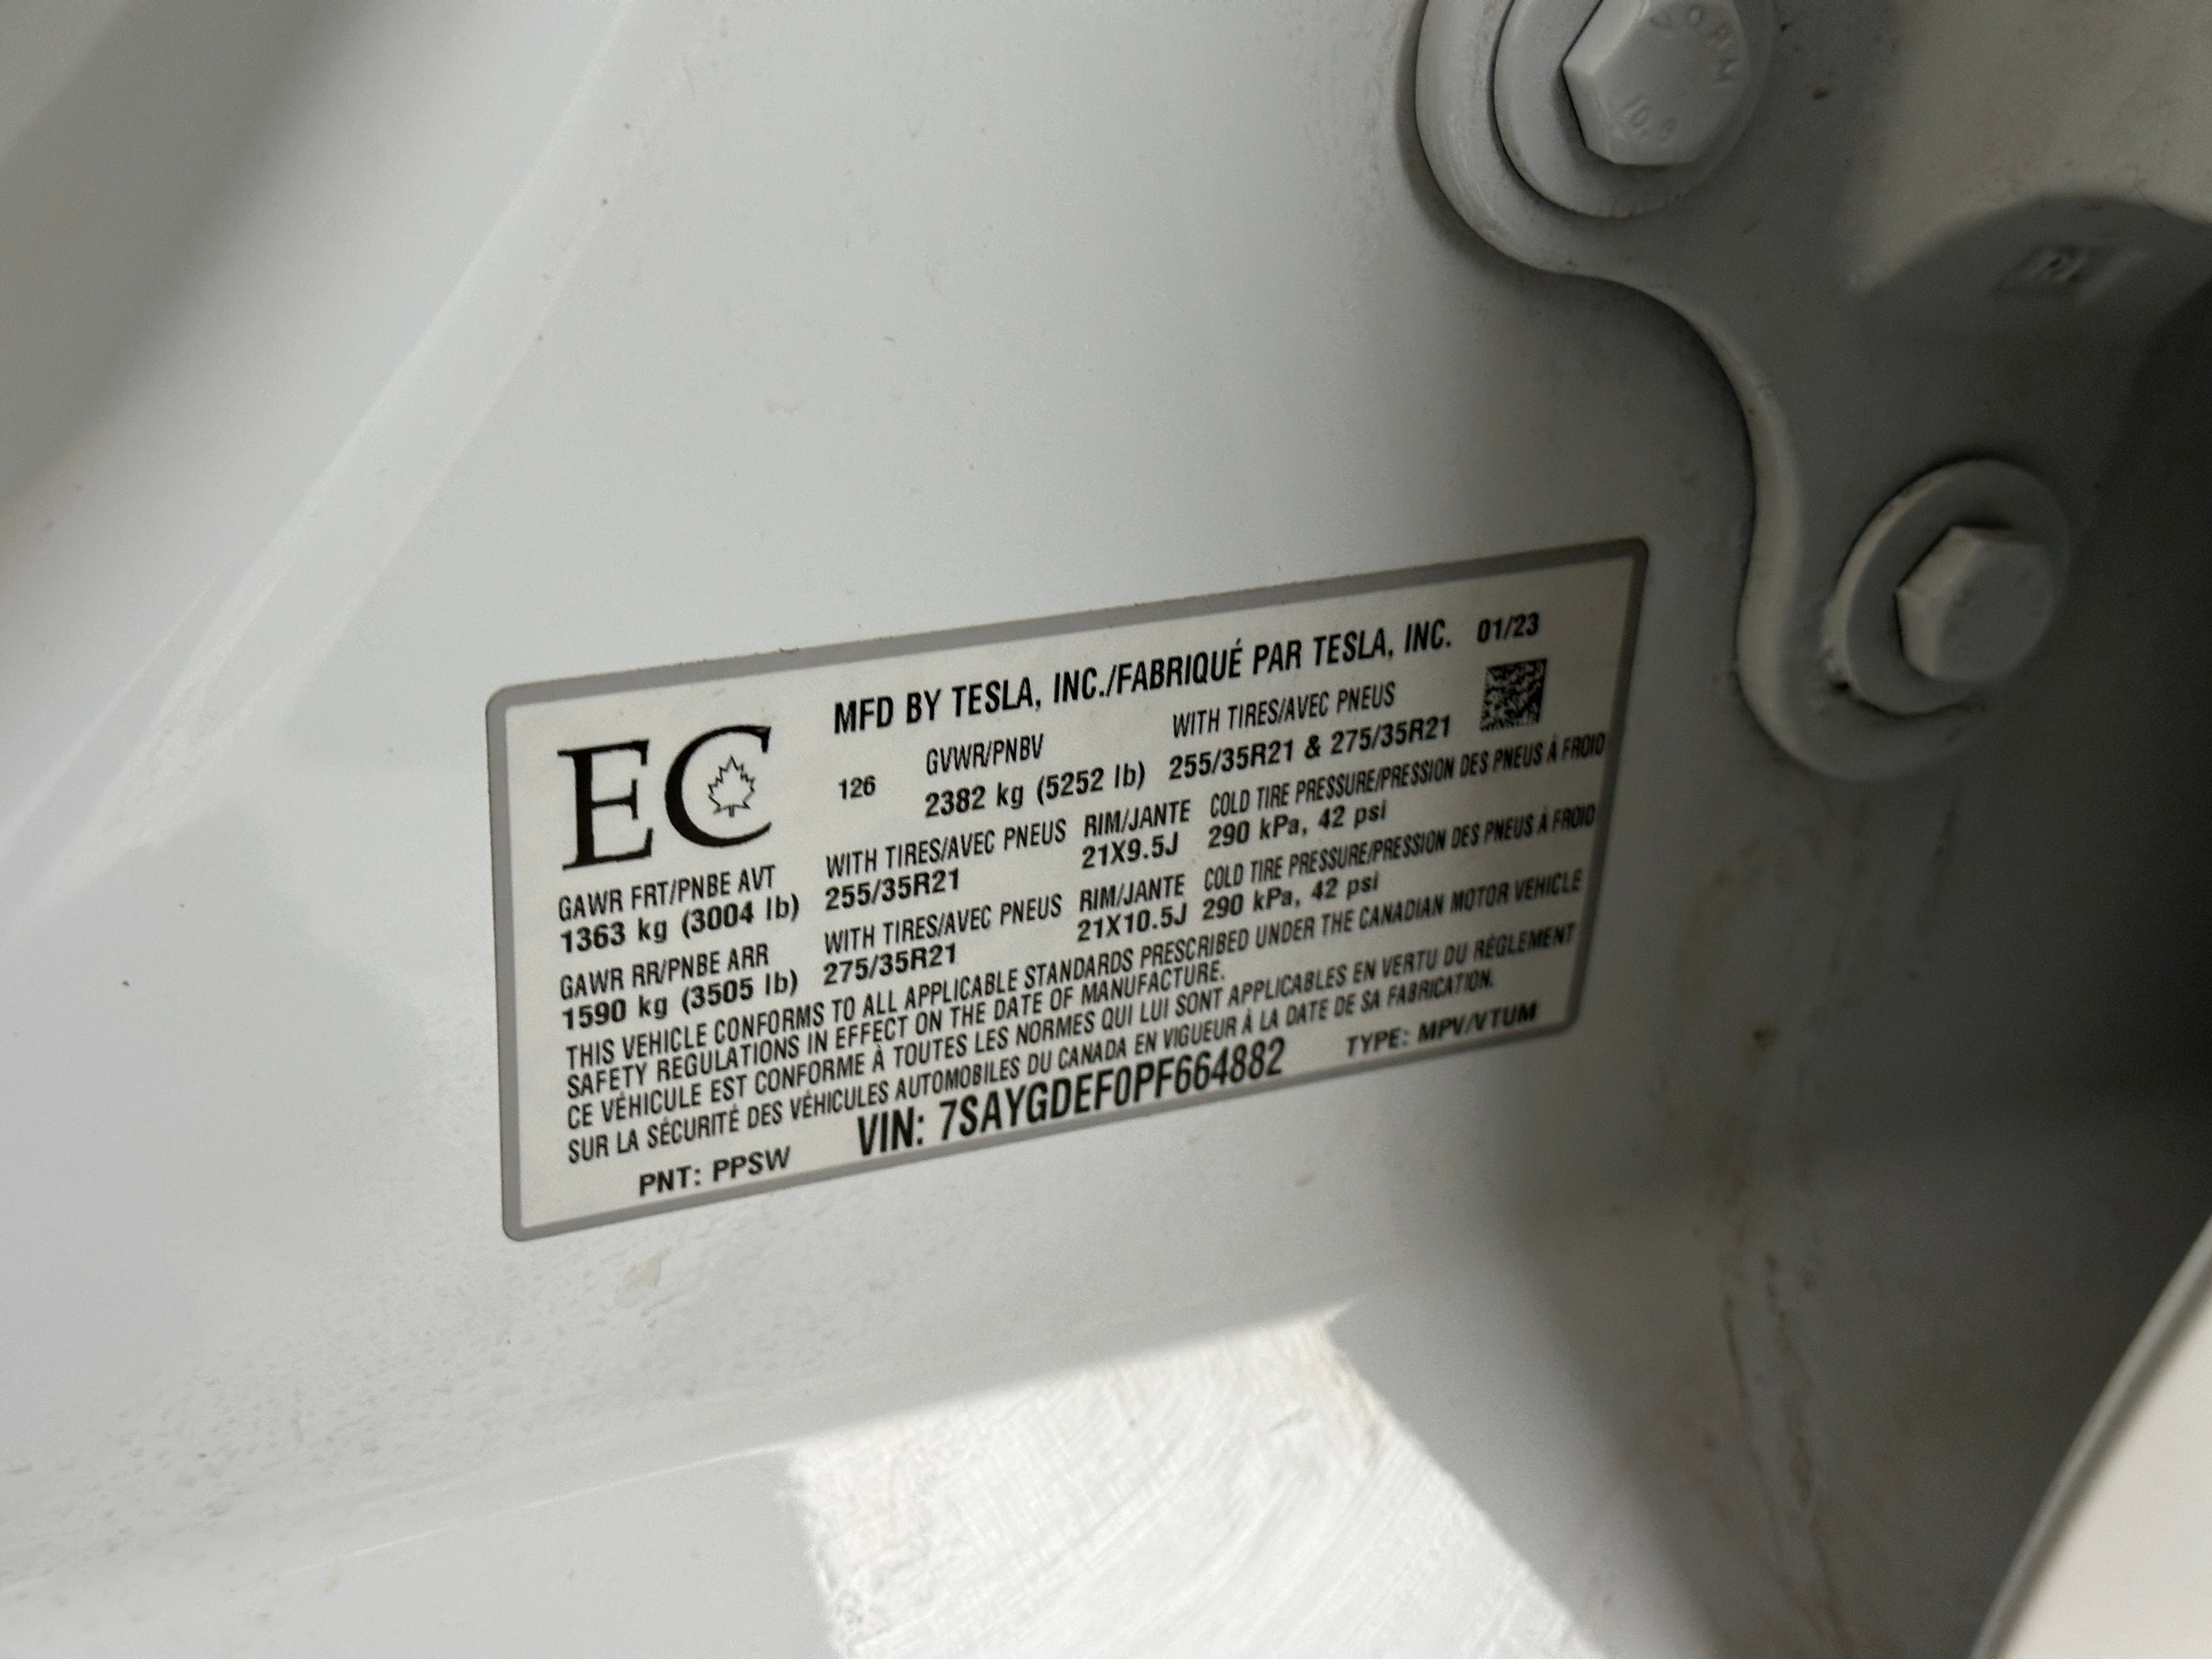 VORN
10.9
MFD BY TESLA, INC./FABRIQUÉ PAR TESLA, INC. 01/23
EC
126 GVWR/PNBV WITH TIRES/AVEC PNEUS
2382 kg (5252 lb) 255/35R21 & 275/35R21
GAWR FRT/PNBE AVT WITH TIRES/AVEC PNEUS RIM/JANTE COLD TIRE PRESSURE/PRESSION DES PNEUS À FROID
1363 kg (3004 lb) 255/35R21 21X9.5J 290 kPa, 42 psi
GAWR RR/PNBE ARR WITH TIRES/AVEC PNEUS RIM/JANTE COLD TIRE PRESSURE/PRESSION DES PNEUS À FROID
1590 kg (3505 lb) 275/35R21 21X10.5J 290 kPa, 42 psi
THIS VEHICLE CONFORMS TO ALL APPLICABLE STANDARDS PRESCRIBED UNDER THE CANADIAN MOTOR VEHICLE
SAFETY REGULATIONS IN EFFECT ON THE DATE OF MANUFACTURE.
CE VÉHICULE EST CONFORME À TOUTES LES NORMES QUI LUI SONT APPLICABLES EN VERTU DU RÈGLEMENT
SUR LA SÉCURITÉ DES VÉHICULES AUTOMOBILES DU CANADA EN VIGUEUR À LA DATE DE SA FABRICATION.
PNT: PPSW VIN: 7SAYGDEF0PF664882 TYPE: MPV/VTUM